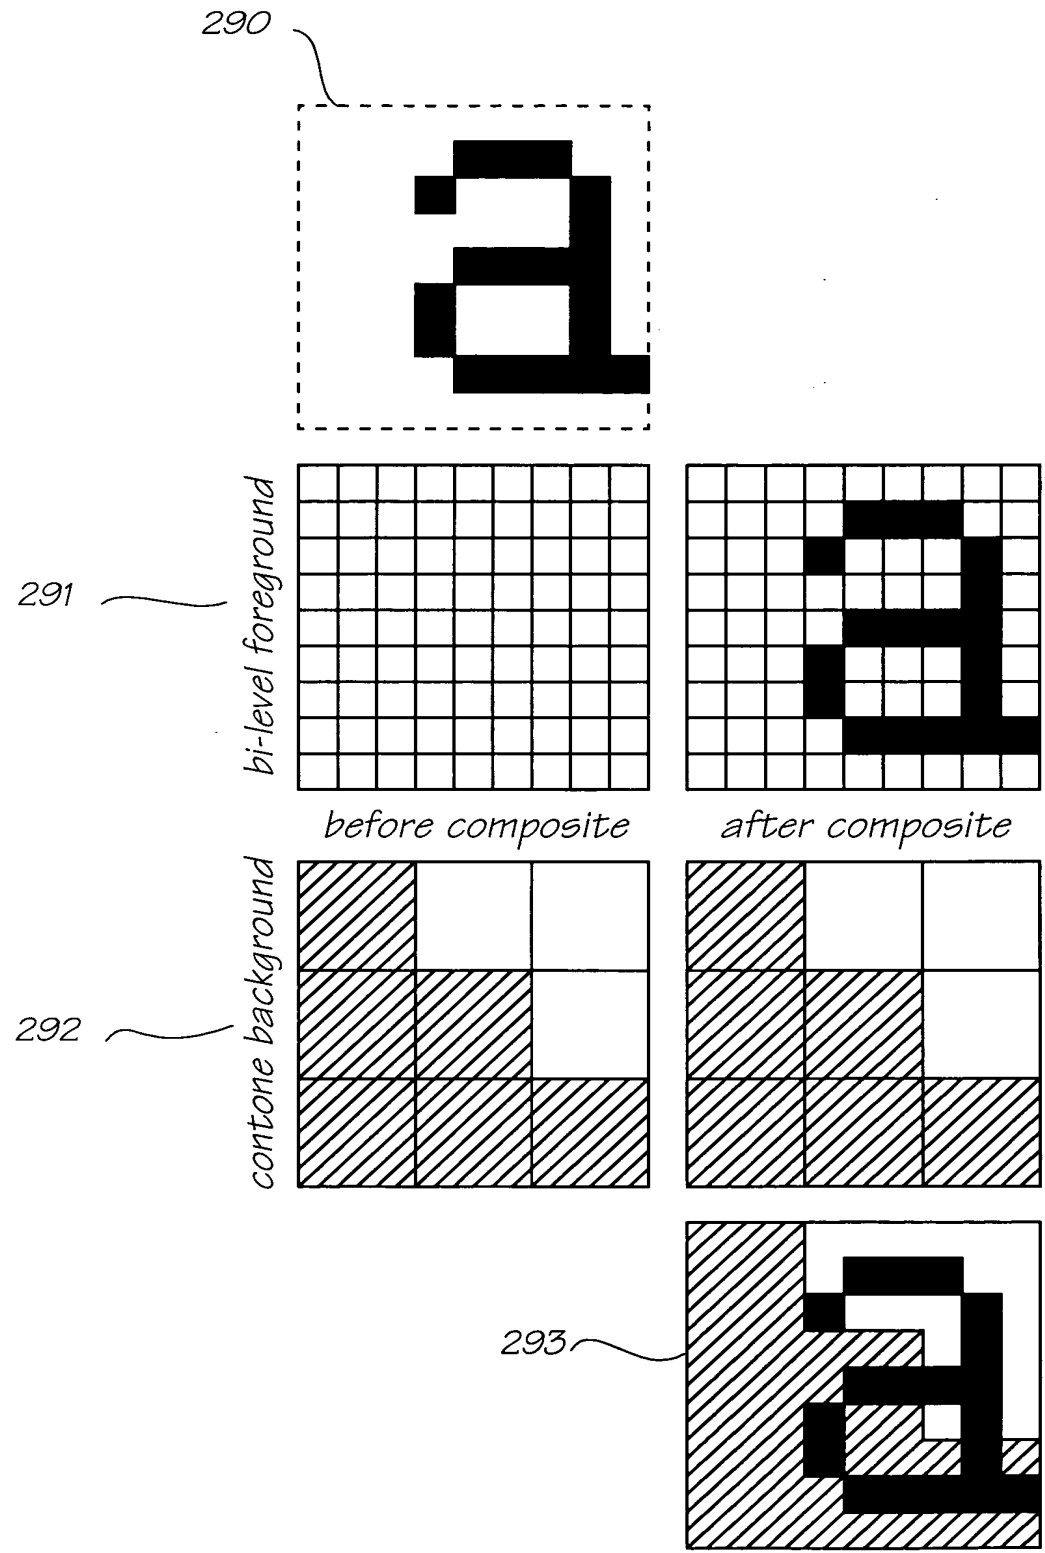 290
291
bi-level foreground
before composite
after composite
292
contone background
293